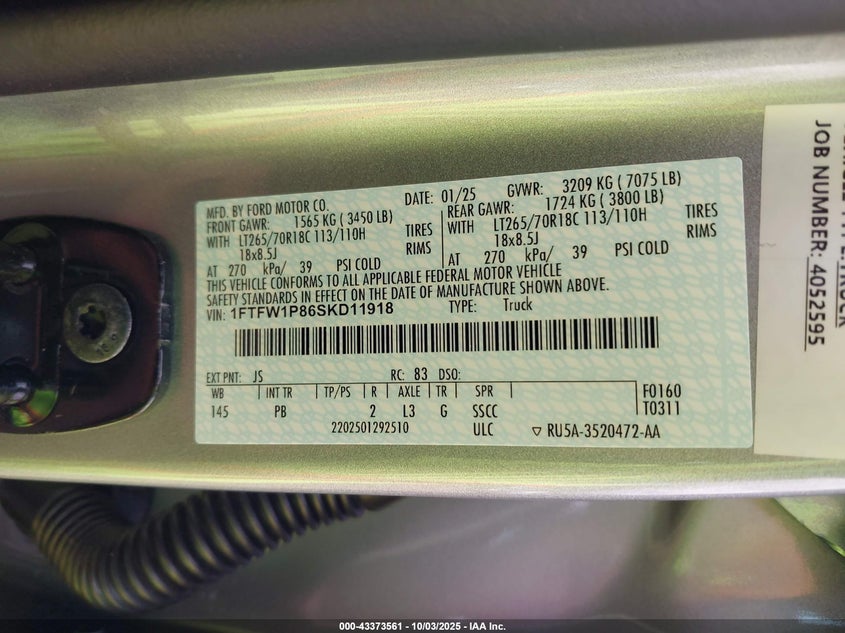 MFD. BY FORD MOTOR CO.
DATE: 01/25 GVWR: 3209 KG ( 7075 LB)
FRONT GAWR: 1565 KG ( 3450 LB)
WITH LT265/70R18C 113/110H TIRES
18x8.5J RIMS
AT 270 kPa/ 39 PSI COLD
REAR GAWR: 1724 KG ( 3800 LB)
WITH LT265/70R18C 113/110H TIRES
18x8.5J RIMS
AT 270 kPa/ 39 PSI COLD
THIS VEHICLE CONFORMS TO ALL APPLICABLE FEDERAL MOTOR VEHICLE
SAFETY STANDARDS IN EFFECT ON THE DATE OF MANUFACTURE SHOWN ABOVE.
VIN: 1FTFW1P86SKD11918 TYPE: Truck
EXT PNT: JS RC: 83 DSO:
WB INT TR TP/PS R AXLE TR SPR F0160
145 PB 2 L3 G SSCC T0311
2202501292510 ULC ▽ RU5A-3520472-AA
JOB NUMBER: 4052595
000-43373561 - 10/03/2025 - IAA Inc.